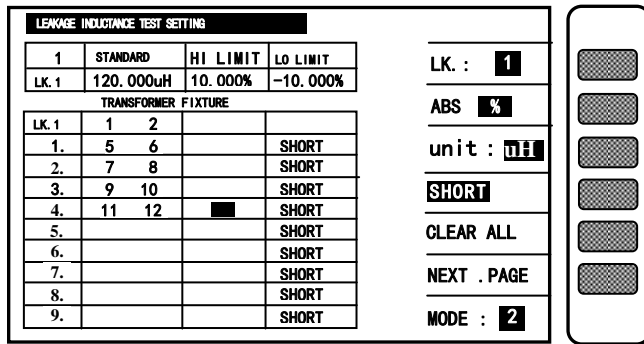 LEAKAGE INDUCTANCE TEST SETTING
1 STANDARD HI LIMIT LO LIMIT
LK. 1 120. 000uH 10. 000% -10. 000%
TRANSFORMER FIXTURE
LK. 1 1 2
1. 5 6 SHORT
2. 7 8 SHORT
3. 9 10 SHORT
4. 11 12 SHORT
5. SHORT
6. SHORT
7. SHORT
8. SHORT
9. SHORT
LK. : 1
ABS %
unit : uH
SHORT
CLEAR ALL
NEXT . PAGE
MODE : 2